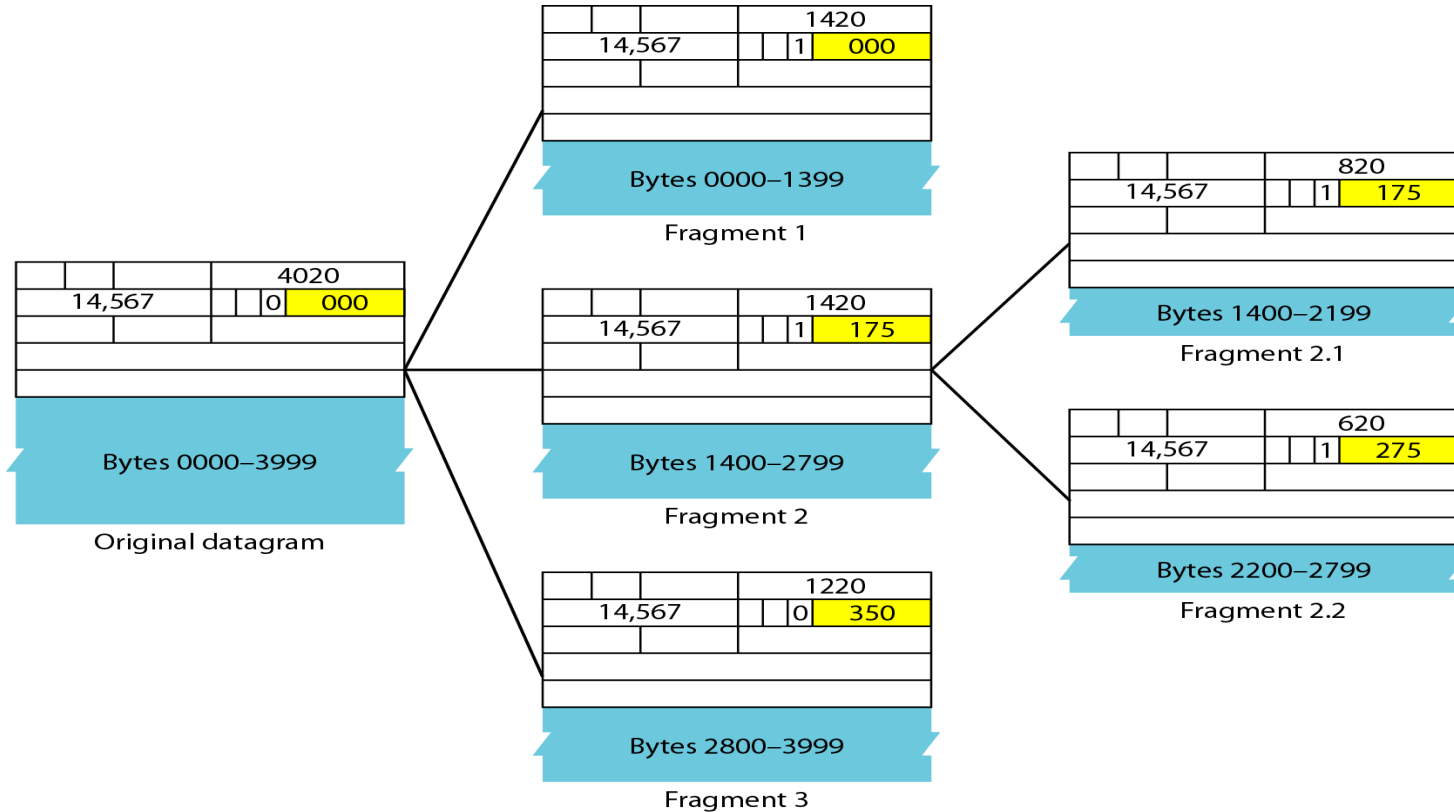 4020
14,567 0 000
Bytes 0000–3999
Original datagram
1420
14,567 1 000
Bytes 0000–1399
Fragment 1
1420
14,567 1 175
Bytes 1400–2799
Fragment 2
1220
14,567 0 350
Bytes 2800–3999
Fragment 3
820
14,567 1 175
Bytes 1400–2199
Fragment 2.1
620
14,567 1 275
Bytes 2200–2799
Fragment 2.2